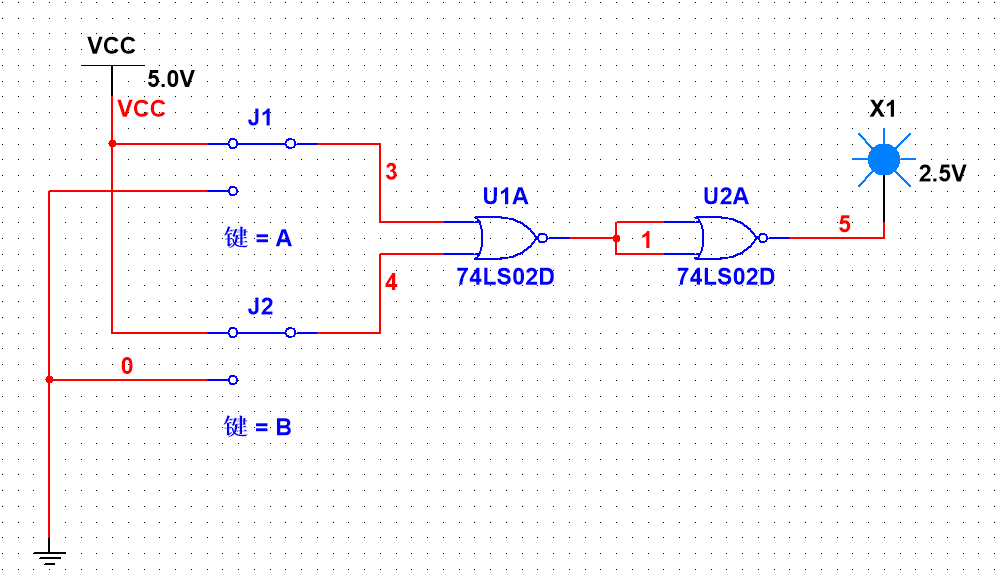 VCC
5.0V
VCC
J1
3
键 = A
U1A
74LS02D
4
J2
0
键 = B
1
U2A
74LS02D
5
X1
2.5V